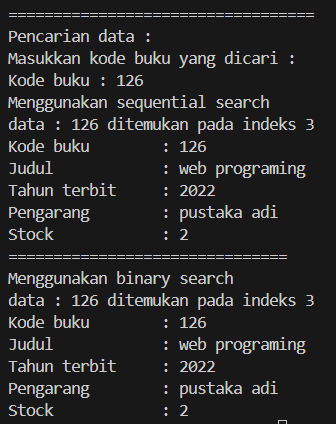 ==================================
Pencarian data :
Masukkan kode buku yang dicari :
Kode buku : 126
Menggunakan sequential search
data : 126 ditemukan pada indeks 3
Kode buku        : 126
Judul            : web programing
Tahun terbit     : 2022
Pengarang        : pustaka adi
Stock            : 2
===============================
Menggunakan binary search
data : 126 ditemukan pada indeks 3
Kode buku        : 126
Judul            : web programing
Tahun terbit     : 2022
Pengarang        : pustaka adi
Stock            : 2